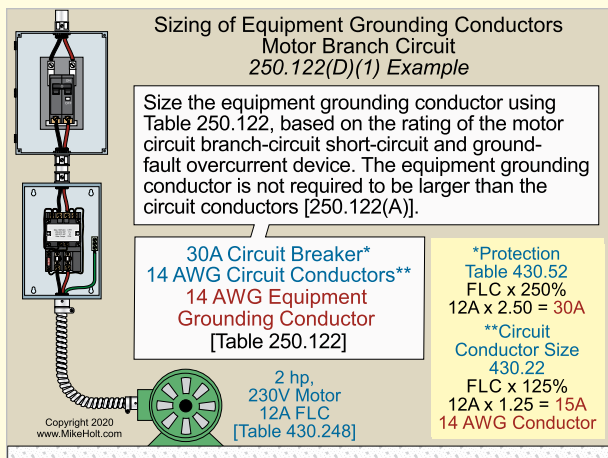 Sizing of Equipment Grounding Conductors
Motor Branch Circuit
250.122(D)(1) Example
Size the equipment grounding conductor using
Table 250.122, based on the rating of the motor
circuit branch-circuit short-circuit and ground-
fault overcurrent device. The equipment grounding
conductor is not required to be larger than the
circuit conductors [250.122(A)].
30A Circuit Breaker*
14 AWG Circuit Conductors**
14 AWG Equipment
Grounding Conductor
[Table 250.122]
*Protection
Table 430.52
FLC x 250%
12A x 2.50 = 30A
**Circuit
Conductor Size
430.22
FLC x 125%
12A x 1.25 = 15A
14 AWG Conductor
2 hp,
230V Motor
12A FLC
[Table 430.248]
Copyright 2020
www.MikeHolt.com